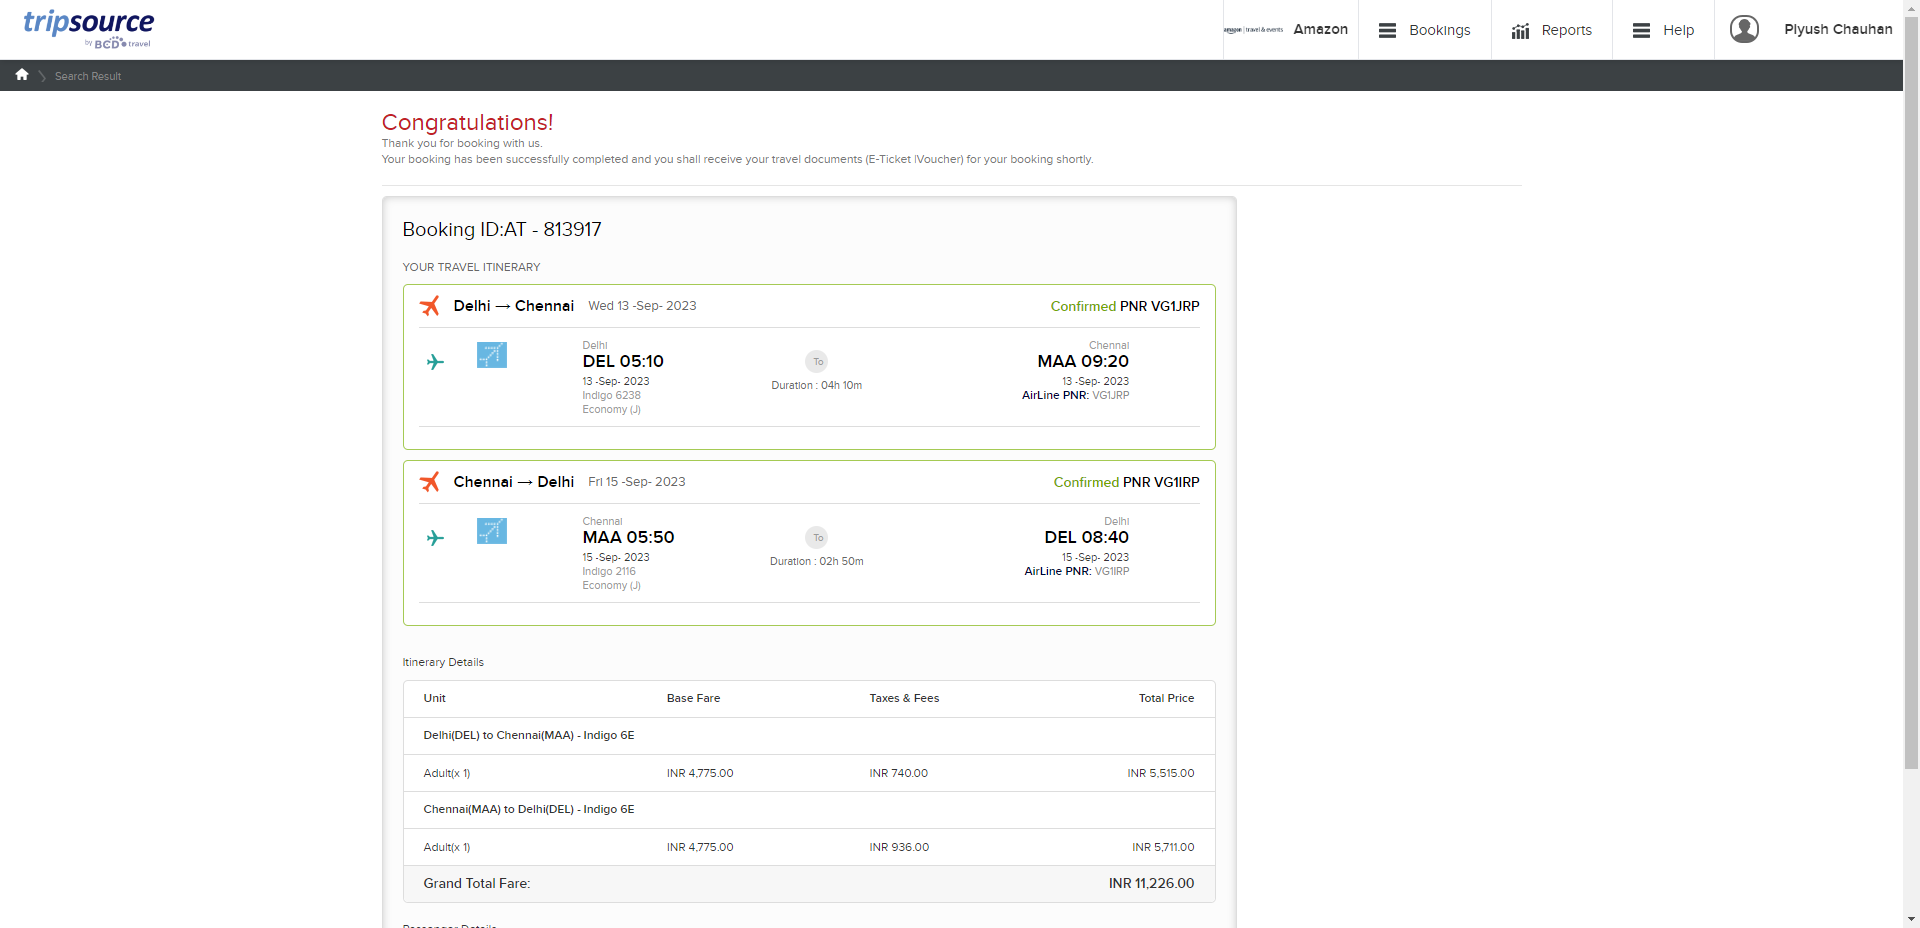 tripsource
by BCD travel
amazon | travel & events
Amazon
Bookings
Reports
Help
Piyush Chauhan
Search Result
Congratulations!
Thank you for booking with us.
Your booking has been successfully completed and you shall receive your travel documents (E-Ticket |Voucher) for your booking shortly.
Booking ID:AT - 813917
YOUR TRAVEL ITINERARY
Delhi → Chennai Wed 13 -Sep- 2023 Confirmed PNR VG1JRP
Delhi
DEL 05:10
13 -Sep- 2023
Indigo 6238
Economy (J)
To
Duration : 04h 10m
Chennai
MAA 09:20
13 -Sep- 2023
AirLine PNR: VG1JRP
Chennai → Delhi Fri 15 -Sep- 2023 Confirmed PNR VG1IRP
Chennai
MAA 05:50
15 -Sep- 2023
Indigo 2116
Economy (J)
To
Duration : 02h 50m
Delhi
DEL 08:40
15 -Sep- 2023
AirLine PNR: VG1IRP
Itinerary Details
Unit Base Fare Taxes & Fees Total Price
Delhi(DEL) to Chennai(MAA) - Indigo 6E
Adult(x 1) INR 4,775.00 INR 740.00 INR 5,515.00
Chennai(MAA) to Delhi(DEL) - Indigo 6E
Adult(x 1) INR 4,775.00 INR 936.00 INR 5,711.00
Grand Total Fare: INR 11,226.00
Passenger Details